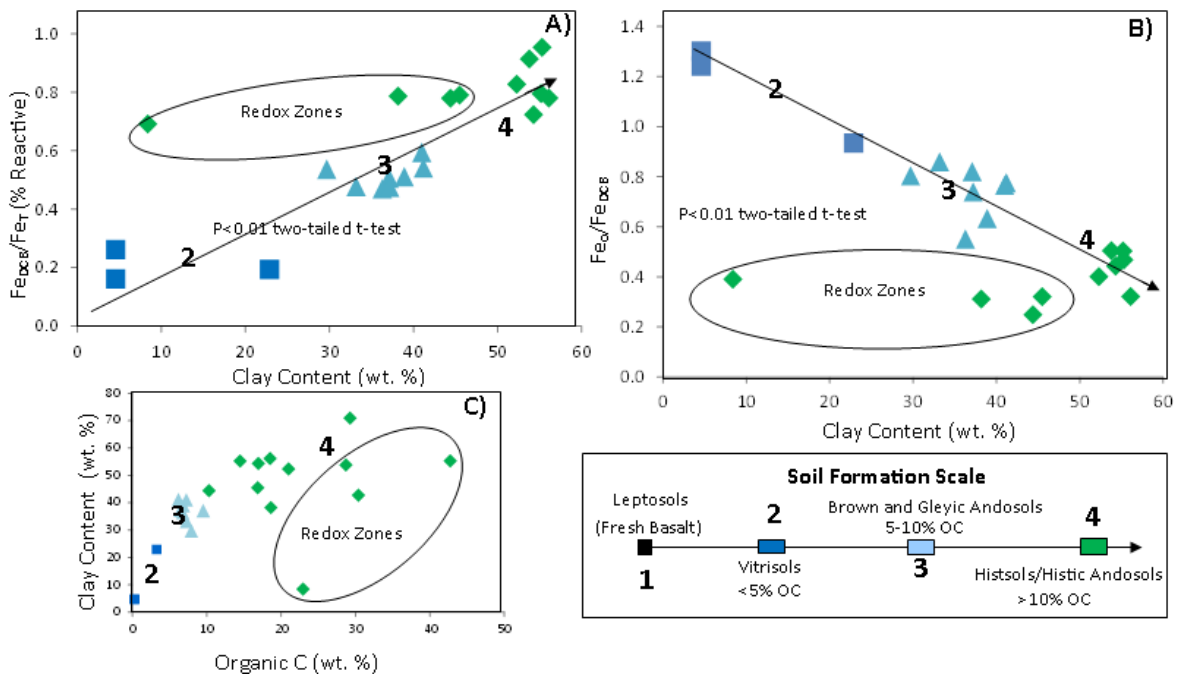 A)
Fe_DCB/Fe_T (% Reactive)
1.0
0.8
0.6
0.4
0.2
0.0
Redox Zones
4
3
P<0.01 two-tailed t-test
2
0 10 20 30 40 50 60
Clay Content (wt. %)
B)
Fe_O/Fe_DCB
1.4
1.2
1.0
0.8
0.6
0.4
0.2
0.0
2
3
P<0.01 two-tailed t-test
4
Redox Zones
0 10 20 30 40 50 60
Clay Content (wt. %)
C)
Clay Content (wt. %)
80
70
60
50
40
30
20
10
0
4
3
Redox Zones
2
0 10 20 30 40 50
Organic C (wt. %)
Soil Formation Scale
Leptosols
(Fresh Basalt)
1
2
Vitrisols
<5% OC
Brown and Gleyic Andosols
5-10% OC
3
4
Histsols/Histic Andosols
>10% OC